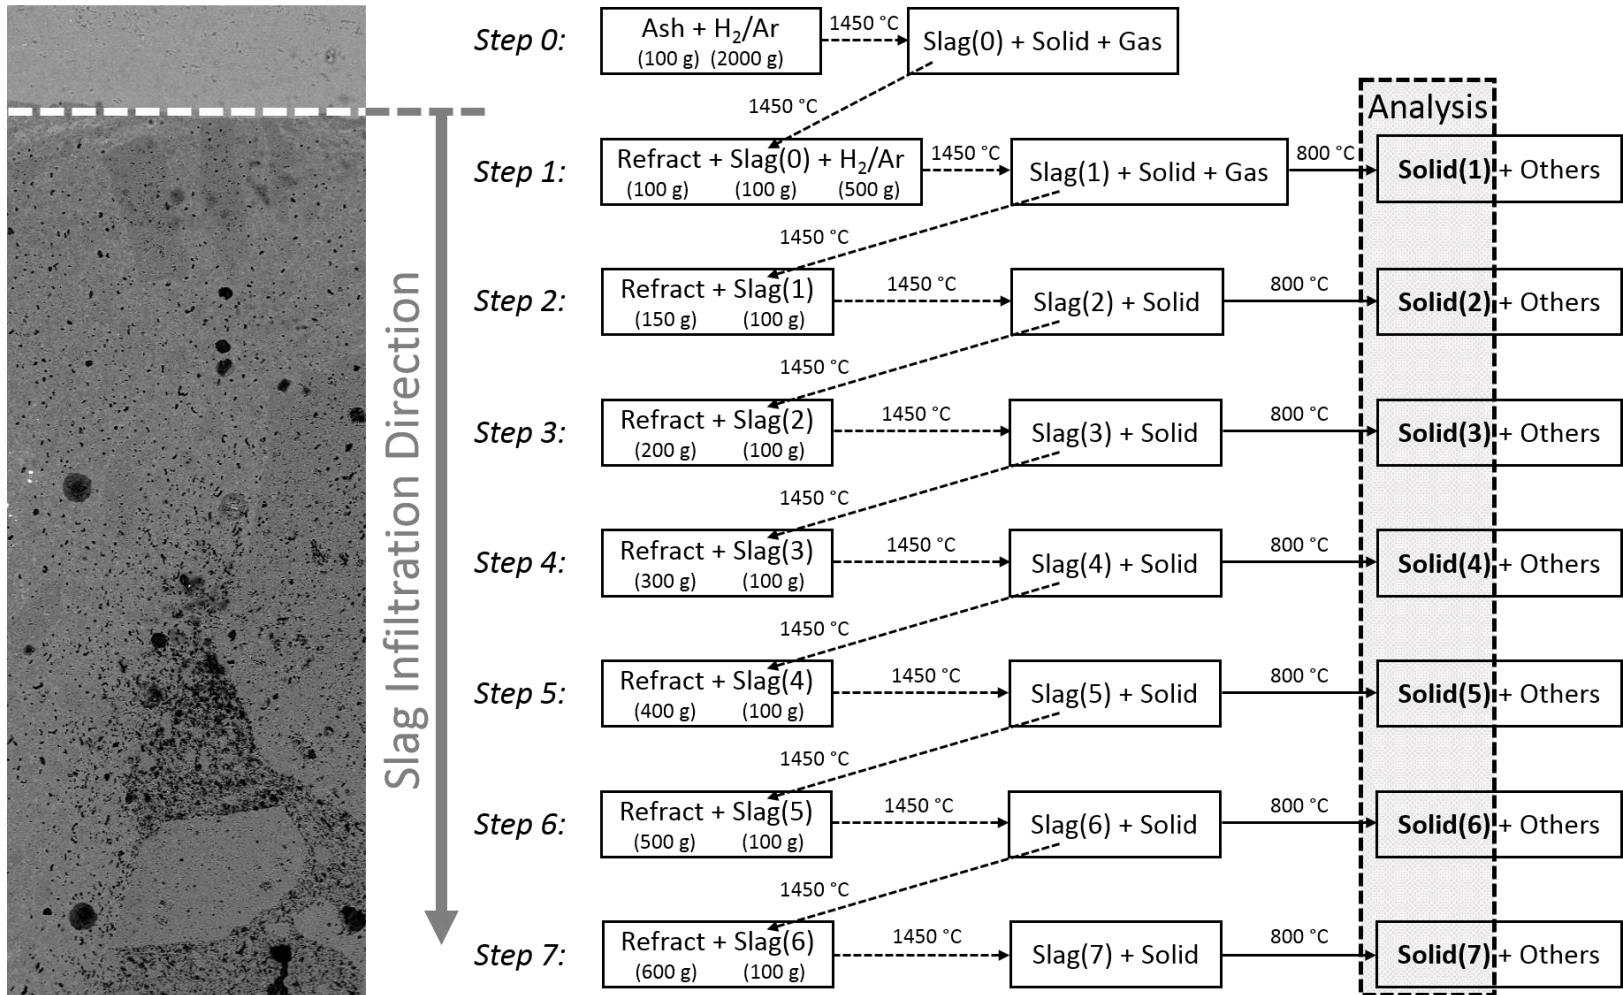 Step 0:
Ash + H₂/Ar
(100 g) (2000 g)
1450 °C
Slag(0) + Solid + Gas
1450 °C
Analysis
Step 1:
Refract + Slag(0) + H₂/Ar
(100 g) (100 g) (500 g)
1450 °C
Slag(1) + Solid + Gas
800 °C
Solid(1) + Others
1450 °C
Step 2:
Refract + Slag(1)
(150 g) (100 g)
1450 °C
Slag(2) + Solid
800 °C
Solid(2) + Others
1450 °C
Step 3:
Refract + Slag(2)
(200 g) (100 g)
1450 °C
Slag(3) + Solid
800 °C
Solid(3) + Others
1450 °C
Step 4:
Refract + Slag(3)
(300 g) (100 g)
1450 °C
Slag(4) + Solid
800 °C
Solid(4) + Others
1450 °C
Step 5:
Refract + Slag(4)
(400 g) (100 g)
1450 °C
Slag(5) + Solid
800 °C
Solid(5) + Others
1450 °C
Step 6:
Refract + Slag(5)
(500 g) (100 g)
1450 °C
Slag(6) + Solid
800 °C
Solid(6) + Others
1450 °C
Step 7:
Refract + Slag(6)
(600 g) (100 g)
1450 °C
Slag(7) + Solid
800 °C
Solid(7) + Others
Slag Infiltration Direction